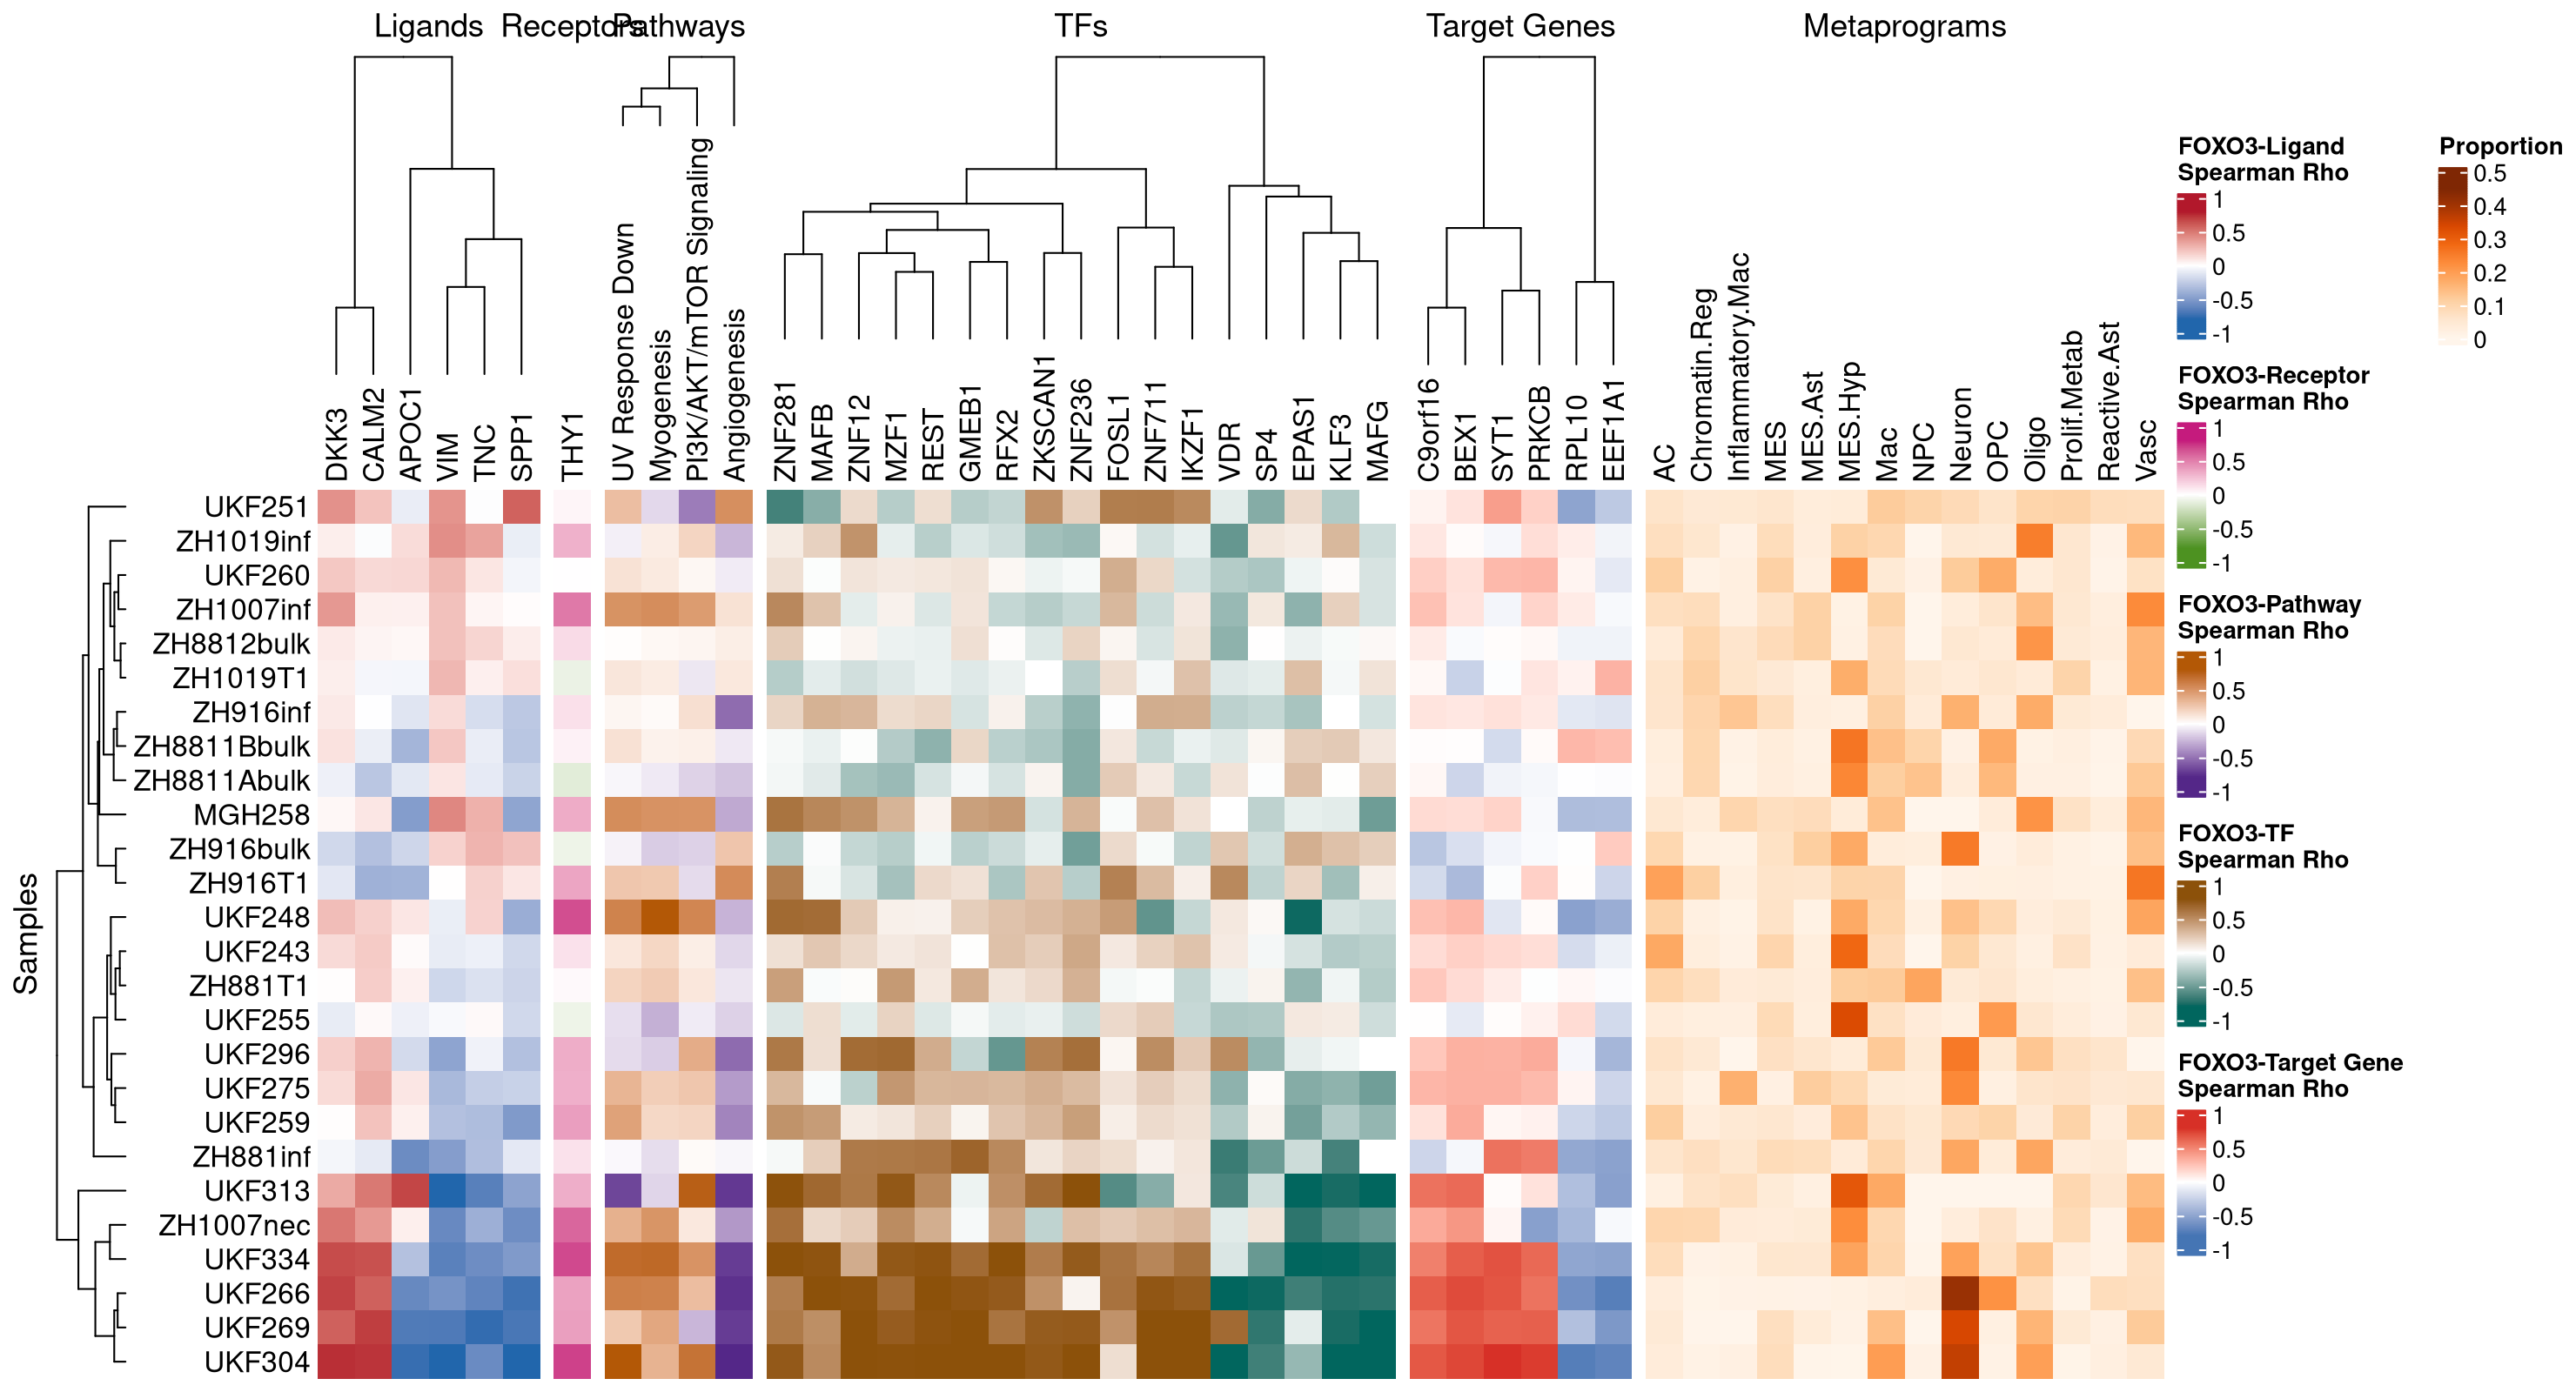 Ligands
Receptors
Pathways
TFs
Target Genes
Metaprograms
DKK3
CALM2
APOC1
VIM
TNC
SPP1
THY1
UV Response Down
Myogenesis
PI3K/AKT/mTOR Signaling
Angiogenesis
ZNF281
MAFB
ZNF12
MZF1
REST
GMEB1
RFX2
ZKSCAN1
ZNF236
FOSL1
ZNF711
IKZF1
VDR
SP4
EPAS1
KLF3
MAFG
C9orf16
BEX1
SYT1
PRKCB
RPL10
EEF1A1
AC
Chromatin.Reg
Inflammatory.Mac
MES
MES.Ast
MES.Hyp
Mac
NPC
Neuron
OPC
Oligo
Prolif.Metab
Reactive.Ast
Vasc
Samples
UKF251
ZH1019inf
UKF260
ZH1007inf
ZH8812bulk
ZH1019T1
ZH916inf
ZH8811Bbulk
ZH8811Abulk
MGH258
ZH916bulk
ZH916T1
UKF248
UKF243
ZH881T1
UKF255
UKF296
UKF275
UKF259
ZH881inf
UKF313
ZH1007nec
UKF334
UKF266
UKF269
UKF304
FOXO3-Ligand
Spearman Rho
1
0.5
0
-0.5
-1
FOXO3-Receptor
Spearman Rho
1
0.5
0
-0.5
-1
FOXO3-Pathway
Spearman Rho
1
0.5
0
-0.5
-1
FOXO3-TF
Spearman Rho
1
0.5
0
-0.5
-1
FOXO3-Target Gene
Spearman Rho
1
0.5
0
-0.5
-1
Proportion
0.5
0.4
0.3
0.2
0.1
0